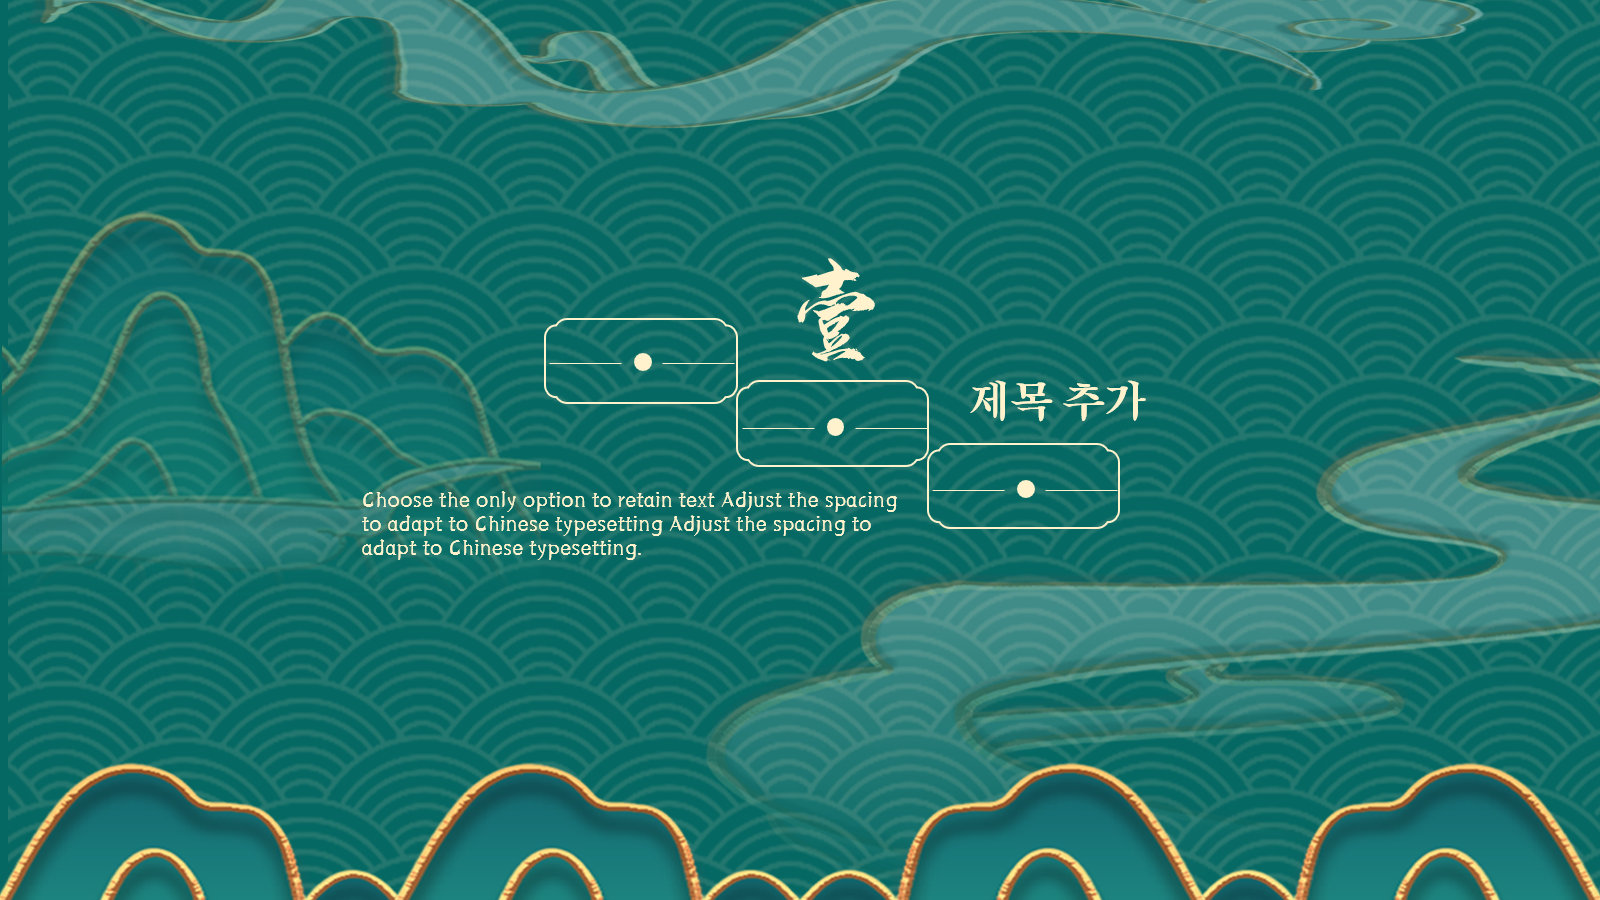 壹
제목 추가
Choose the only option to retain text Adjust the spacing
to adapt to Chinese typesetting Adjust the spacing to
adapt to Chinese typesetting.